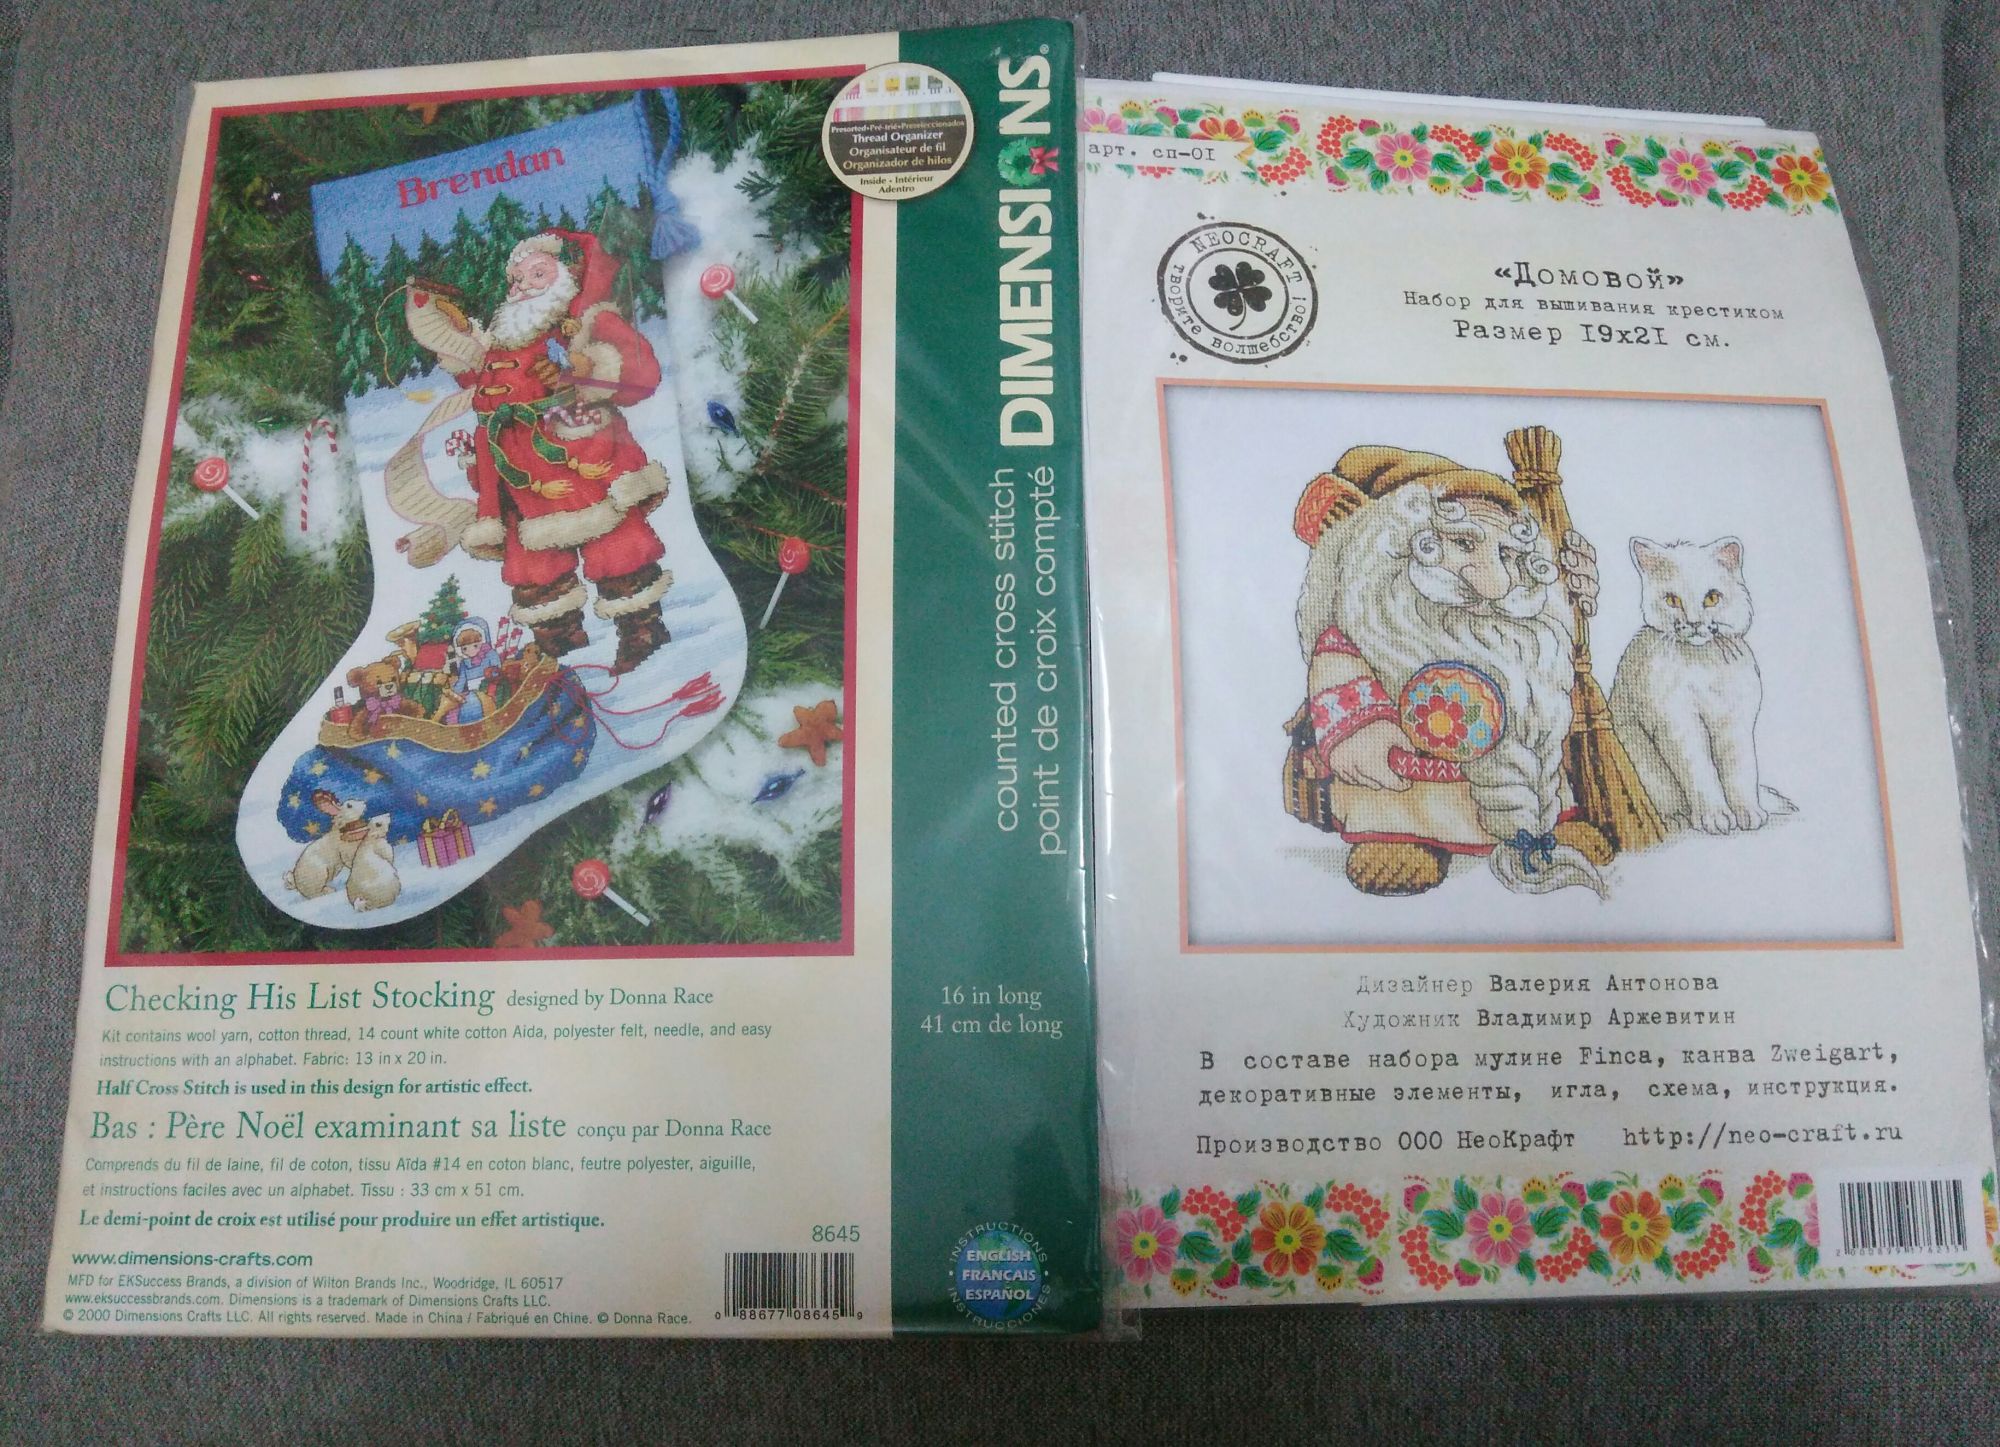 Brendan
Presorted•Pré-trié•Preseleccionados
Thread Organizer
Organisateur de fil
Organizador de hilos
Inside - Intérieur
Adentro
DIMENSIONS®
counted cross stitch
point de croix compté
16 in long
41 cm de long
Checking His List Stocking designed by Donna Race
Kit contains wool yarn, cotton thread, 14 count white cotton Aida, polyester felt, needle, and easy
instructions with an alphabet. Fabric: 13 in x 20 in.
Half Cross Stitch is used in this design for artistic effect.
Bas : Père Noël examinant sa liste conçu par Donna Race
Comprends du fil de laine, fil de coton, tissu Aïda #14 en coton blanc, feutre polyester, aiguille,
et instructions faciles avec un alphabet. Tissu : 33 cm x 51 cm.
Le demi-point de croix est utilisé pour produire un effet artistique.
8645
www.dimensions-crafts.com
MFD for EKSuccess Brands, a division of Wilton Brands Inc., Woodridge, IL 60517
www.eksuccessbrands.com. Dimensions is a trademark of Dimensions Crafts LLC.
© 2000 Dimensions Crafts LLC. All rights reserved. Made in China / Fabriqué en Chine. © Donna Race.
0 88677 08645 9
INSTRUCTIONS
ENGLISH
FRANÇAIS
ESPAÑOL
INSTRUCCIONES
арт. сп-01
NEOCRAFT
ТВОРИТЕ ВОЛШЕБСТВО!
«Домовой»
Набор для вышивания крестиком
Размер 19х21 см.
Дизайнер Валерия Антонова
Художник Владимир Аржевитин
В составе набора мулине Finca, канва Zweigart,
декоративные элементы, игла, схема, инструкция.
Производство ООО НеоКрафт http://neo-craft.ru